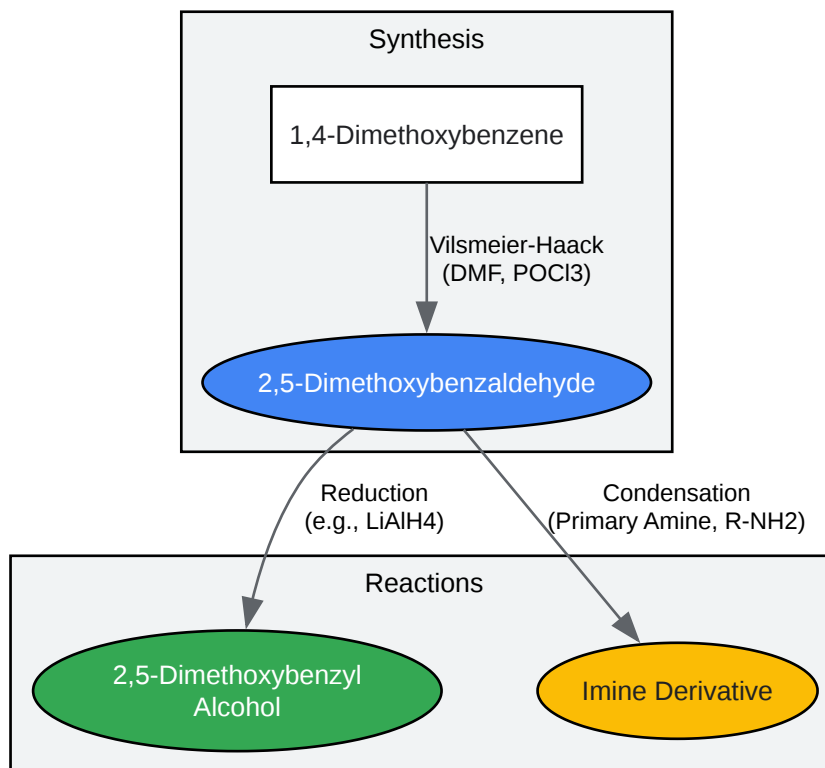 Synthesis
1,4-Dimethoxybenzene
Vilsmeier-Haack
(DMF, POCl3)
2,5-Dimethoxybenzaldehyde
Reduction
(e.g., LiAlH4)
Condensation
(Primary Amine, R-NH2)
Reactions
2,5-Dimethoxybenzyl
Alcohol
Imine Derivative